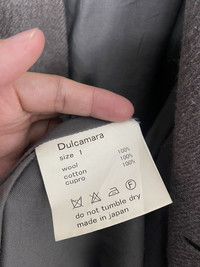 Dulcamara
size 1
wool 100%
cotton 100%
cupro 100%
F
do not tumble dry
made in japan